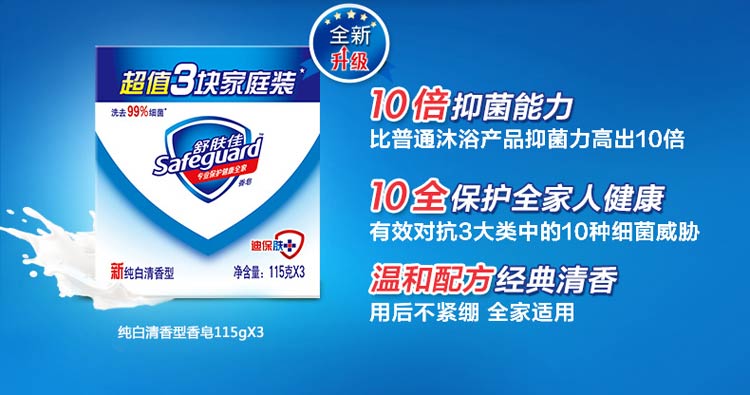 全新
升级
超值3块家庭装
洗去99%细菌*
舒肤佳
Safeguard
专业保护健康全家
香皂
迪保肤
新纯白清香型
净含量：115克X3
纯白清香型香皂115gX3
10倍抑菌能力
比普通沐浴产品抑菌力高出10倍
10全保护全家人健康
有效对抗3大类中的10种细菌威胁
温和配方经典清香
用后不紧绷 全家适用